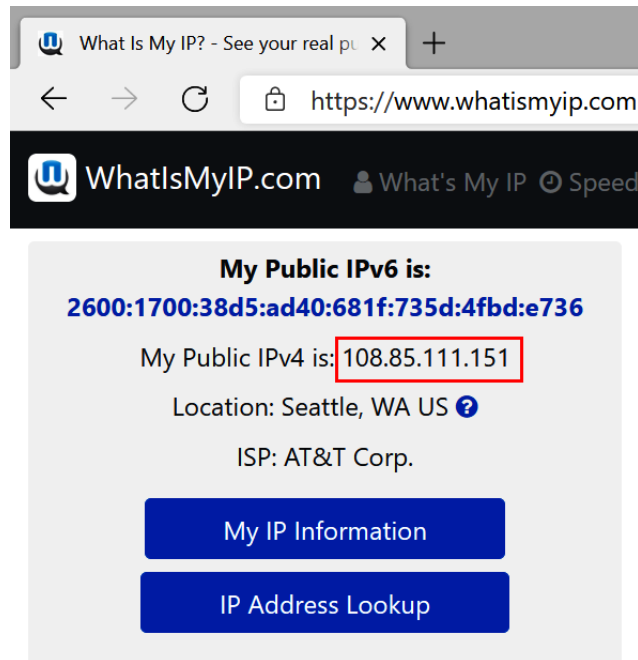 What Is My IP? - See your real pu
https://www.whatismyip.com
WhatIsMyIP.com What's My IP Speed
My Public IPv6 is:
2600:1700:38d5:ad40:681f:735d:4fbd:e736
My Public IPv4 is: 108.85.111.151
Location: Seattle, WA US
ISP: AT&T Corp.
My IP Information
IP Address Lookup